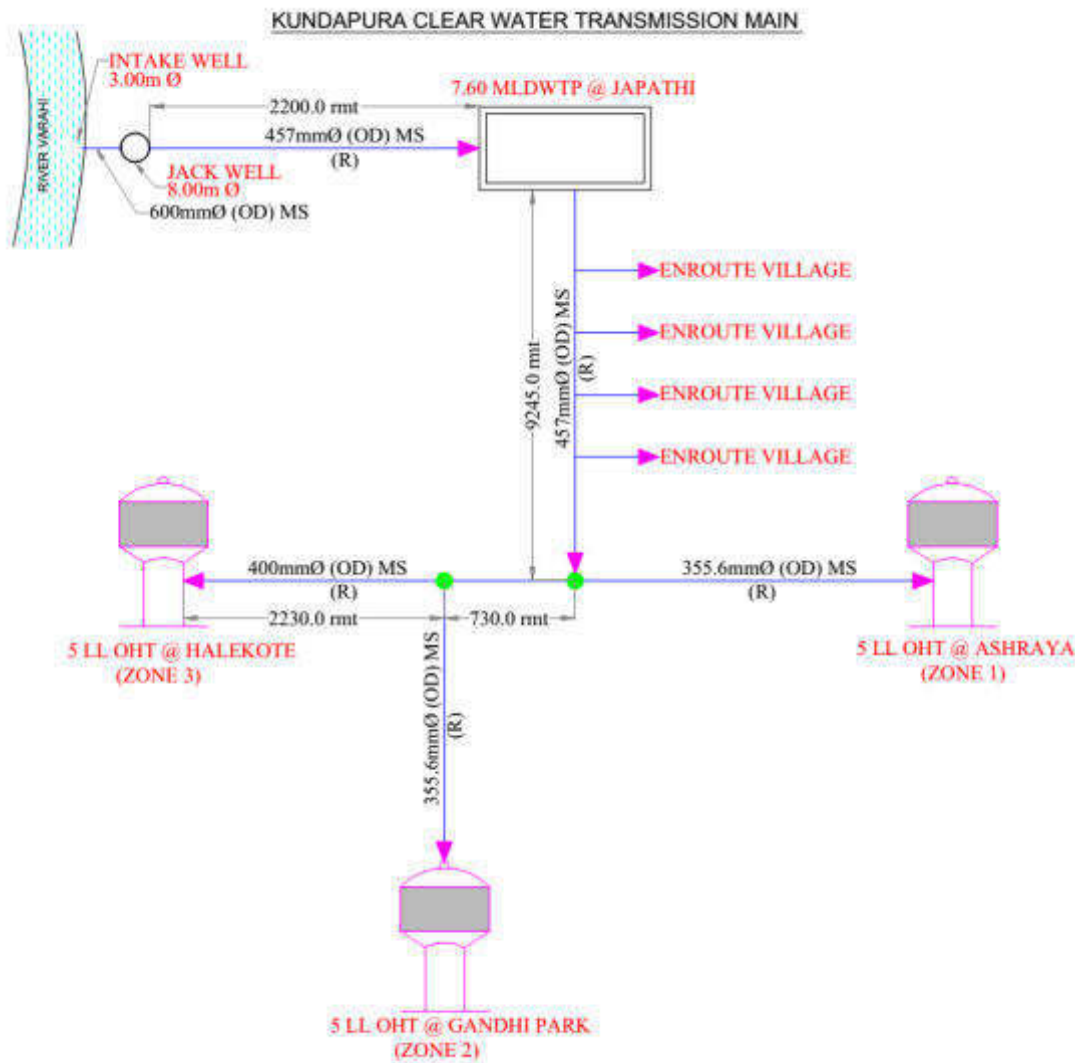 KUNDAPURA CLEAR WATER TRANSMISSION MAIN
INTAKE WELL
3.00m Ø
RIVER VARAHI
2200.0 rmt
457mmØ (OD) MS
(R)
JACK WELL
8.00m Ø
600mmØ (OD) MS
7.60 MLDWTP @ JAPATHI
9245.0 rmt
457mmØ (OD) MS
(R)
ENROUTE VILLAGE
ENROUTE VILLAGE
ENROUTE VILLAGE
ENROUTE VILLAGE
400mmØ (OD) MS
(R)
2230.0 rmt
730.0 rmt
355.6mmØ (OD) MS
(R)
5 LL OHT @ HALEKOTE
(ZONE 3)
5 LL OHT @ ASHRAYA
(ZONE 1)
355.6mmØ (OD) MS
(R)
5 LL OHT @ GANDHI PARK
(ZONE 2)